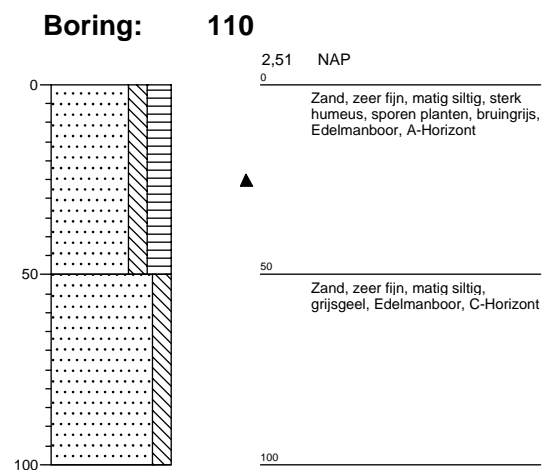 Boring: 110
2,51 NAP
0
0
Zand, zeer fijn, matig siltig, sterk
humeus, sporen planten, bruingrijs,
Edelmanboor, A-Horizont
50
50
Zand, zeer fijn, matig siltig,
grijsgeel, Edelmanboor, C-Horizont
100
100